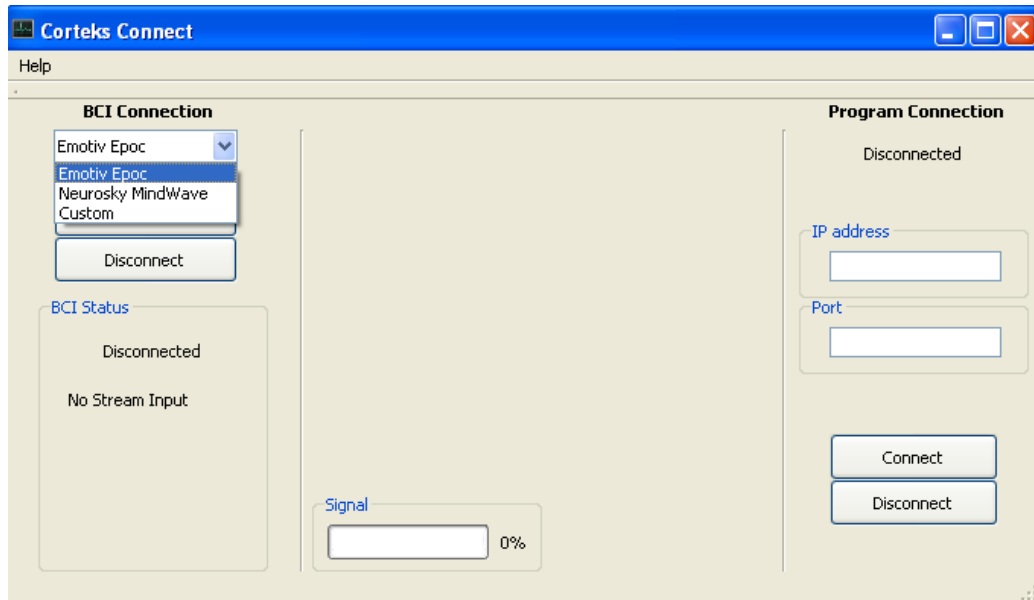 Corteks Connect
Help
BCI Connection
Emotiv Epoc
Emotiv Epoc
Neurosky MindWave
Custom
Disconnect
BCI Status
Disconnected
No Stream Input
Signal
0%
Program Connection
Disconnected
IP address
Port
Connect
Disconnect